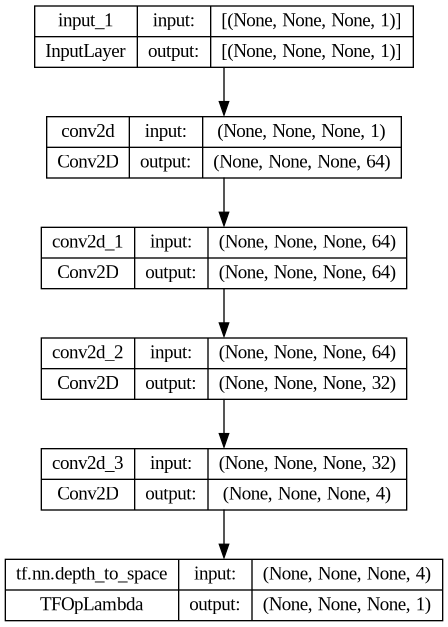 input_1 input: [(None, None, None, 1)]
InputLayer output: [(None, None, None, 1)]
conv2d input: (None, None, None, 1)
Conv2D output: (None, None, None, 64)
conv2d_1 input: (None, None, None, 64)
Conv2D output: (None, None, None, 64)
conv2d_2 input: (None, None, None, 64)
Conv2D output: (None, None, None, 32)
conv2d_3 input: (None, None, None, 32)
Conv2D output: (None, None, None, 4)
tf.nn.depth_to_space input: (None, None, None, 4)
TFOpLambda output: (None, None, None, 1)